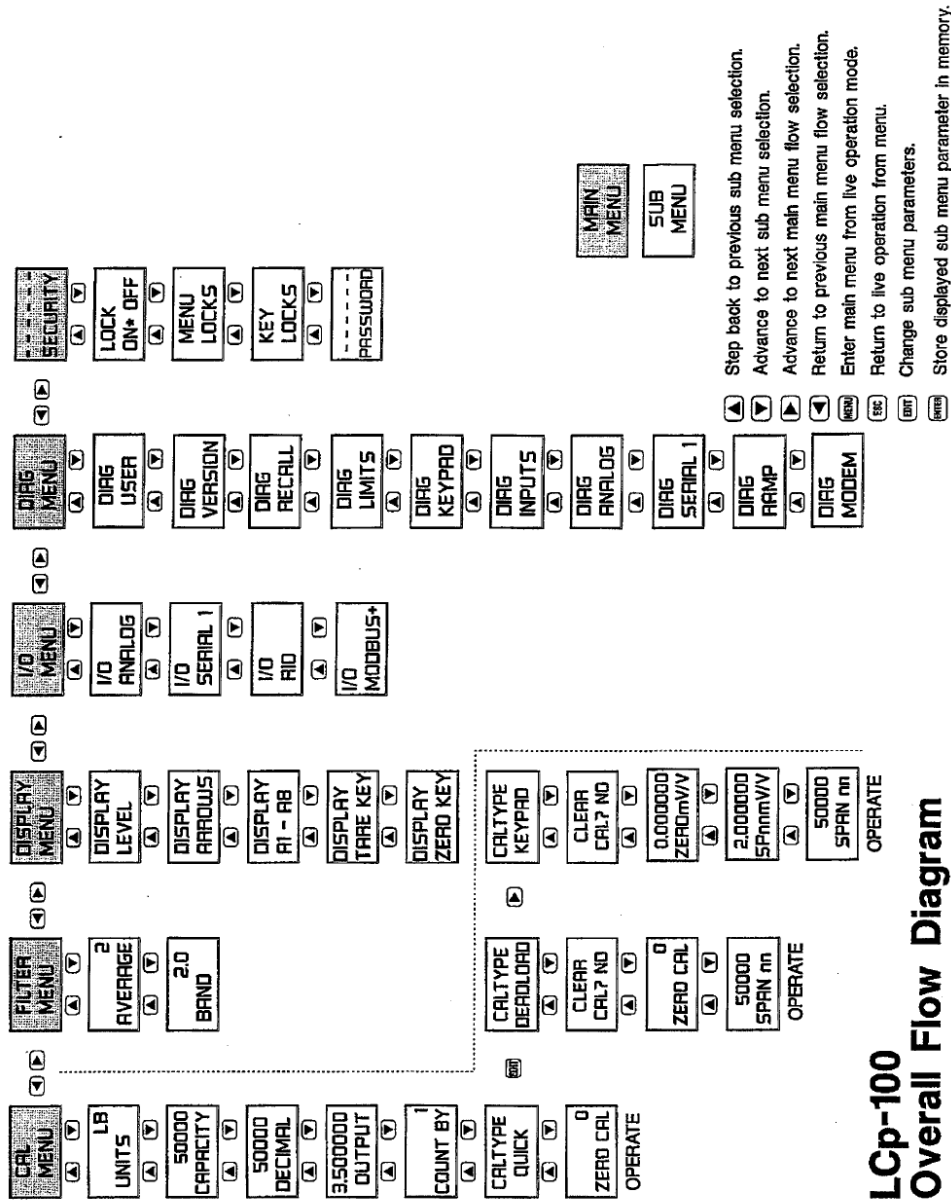 CAL
MENU
LB
UNITS
50000
CAPACITY
50000
DECIMAL
3.500000
OUTPUT
1
COUNT BY
CALTYPE
QUICK
0
ZERO CAL
OPERATE
FILTER
MENU
2
AVERAGE
2.0
BAND
EDIT
CALTYPE
DEADLOAD
CLEAR
CAL? NO
0
ZERO CAL
50000
SPAN nn
OPERATE
DISPLAY
MENU
DISPLAY
LEVEL
DISPLAY
ARROWS
DISPLAY
A1 - A8
DISPLAY
TARE KEY
DISPLAY
ZERO KEY
CALTYPE
KEYPAD
CLEAR
CAL? NO
0.000000
ZEROmV/V
2.000000
SPnnmV/V
50000
SPAN nn
OPERATE
I/O
MENU
I/O
ANALOG
I/O
SERIAL 1
I/O
RIO
I/O
MODBUS+
DIAG
MENU
DIAG
USER
DIAG
VERSION
DIAG
RECALL
DIAG
LIMITS
DIAG
KEYPAD
DIAG
INPUTS
DIAG
ANALOG
DIAG
SERIAL 1
DIAG
RAMP
DIAG
MODEM
- - - - - -
SECURITY
LOCK
ON* OFF
MENU
LOCKS
KEY
LOCKS
- - - - - -
PASSWORD
MAIN
MENU
SUB
MENU
Step back to previous sub menu selection.
Advance to next sub menu selection.
Advance to next main menu flow selection.
Return to previous main menu flow selection.
MENU Enter main menu from live operation mode.
ESC Return to live operation from menu.
EDIT Change sub menu parameters.
ENTER Store displayed sub menu parameter in memory.
LCp-100
Overall Flow Diagram